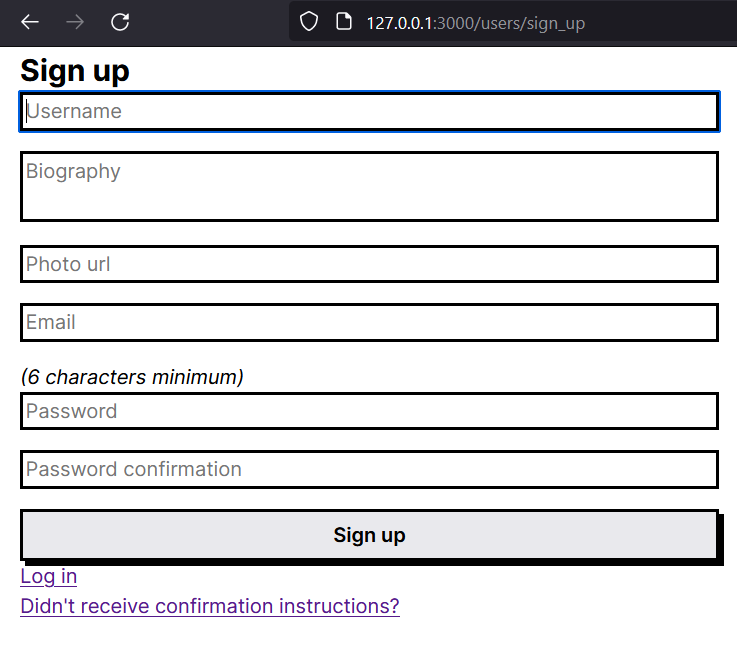 127.0.0.1:3000/users/sign_up
Sign up
Username
Biography
Photo url
Email
(6 characters minimum)
Password
Password confirmation
Sign up
Log in
Didn't receive confirmation instructions?